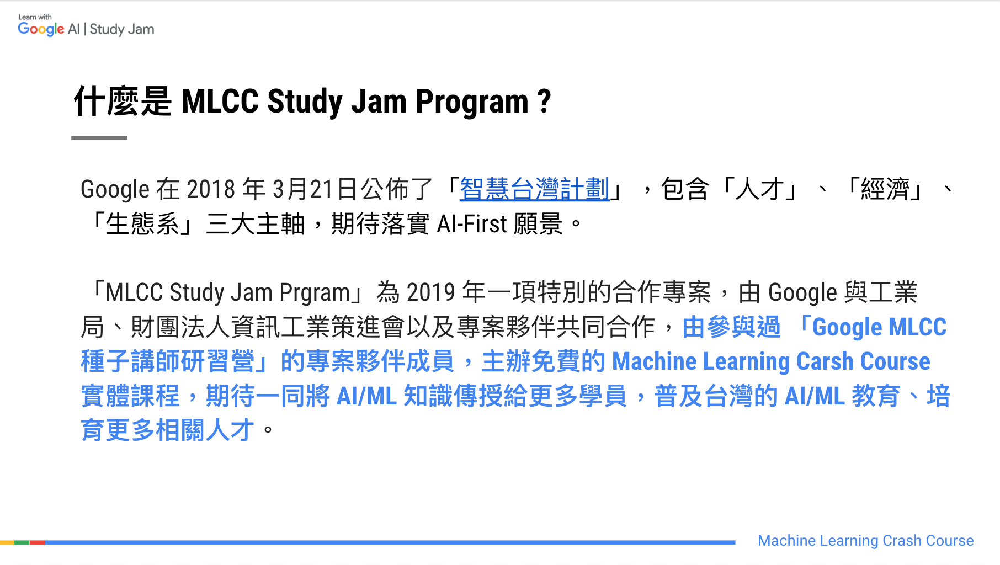 Learn with
Google AI | Study Jam
什麼是 MLCC Study Jam Program ?
Google 在 2018 年 3月21日公佈了「智慧台灣計劃」，包含「人才」、「經濟」、
「生態系」三大主軸，期待落實 AI-First 願景。
「MLCC Study Jam Prgram」為 2019 年一項特別的合作專案，由 Google 與工業
局、財團法人資訊工業策進會以及專案夥伴共同合作，由參與過 「Google MLCC
種子講師研習營」的專案夥伴成員，主辦免費的 Machine Learning Carsh Course
實體課程，期待一同將 AI/ML 知識傳授給更多學員，普及台灣的 AI/ML 教育、培
育更多相關人才。
Machine Learning Crash Course